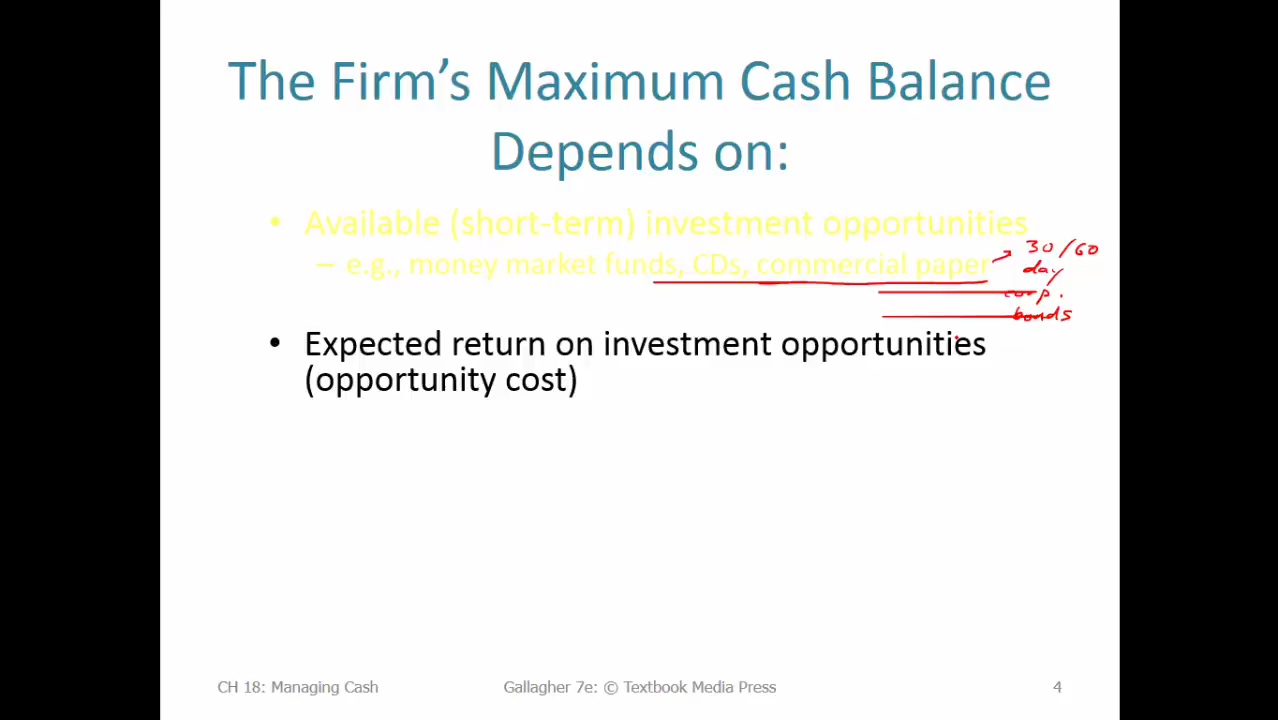 The Firm's Maximum Cash Balance
Depends on:
• Available (short-term) investment opportunities
– e.g., money market funds, CDs, commercial paper
30/60
day
corp.
bonds
• Expected return on investment opportunities
(opportunity cost)
CH 18: Managing Cash
Gallagher 7e: © Textbook Media Press
4